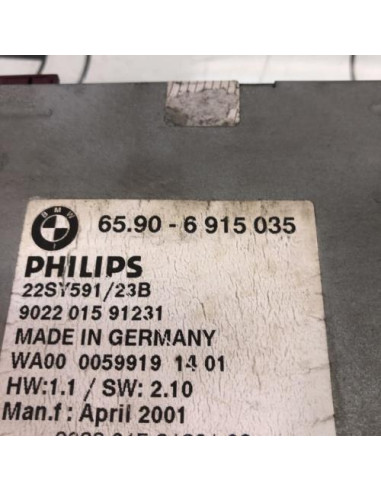 BMW
65.90 - 6 915 035
PHILIPS
22SY591/23B
9022 015 91231
MADE IN GERMANY
WA00 0059919 14 01
HW:1.1 / SW: 2.10
Man.f : April 2001